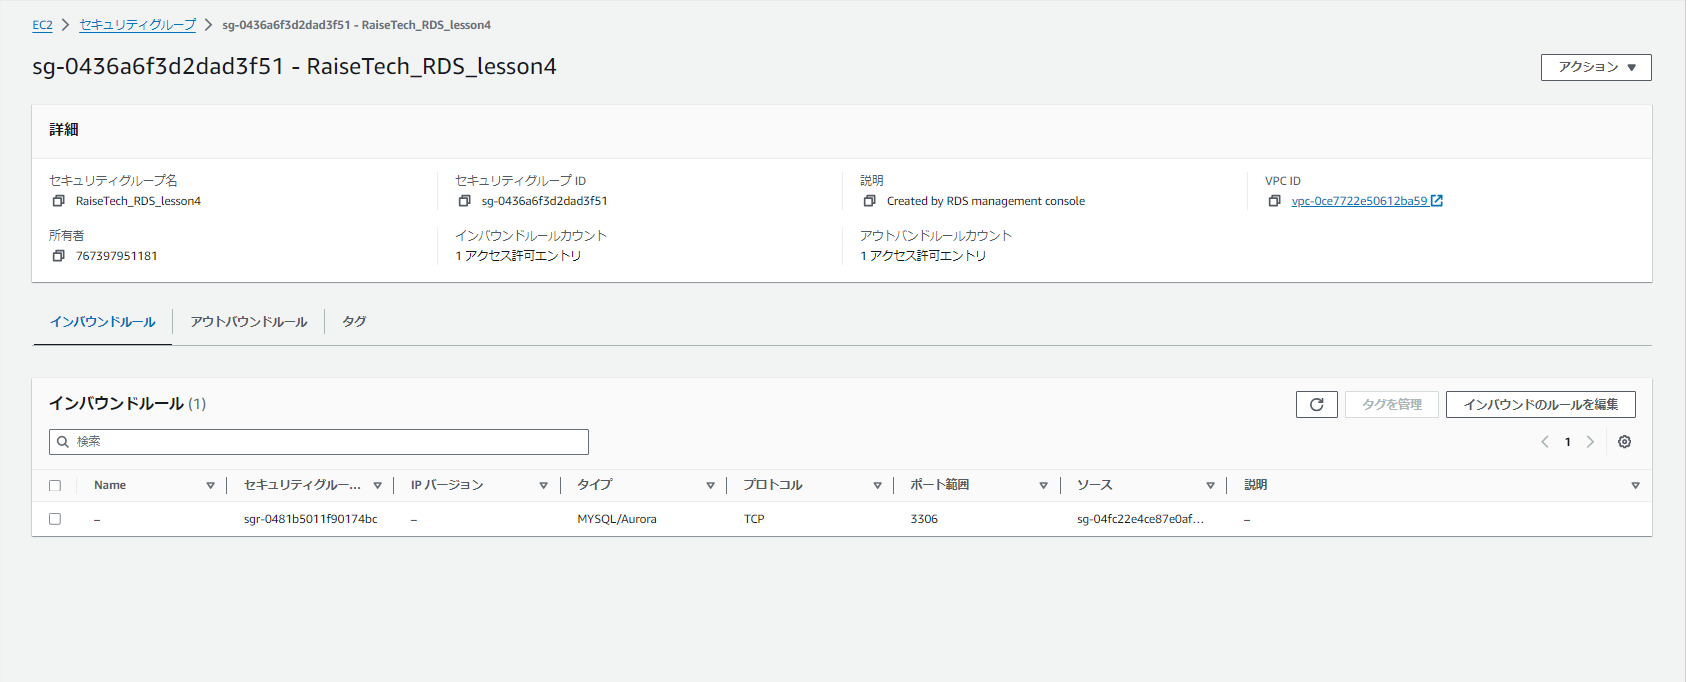 EC2 > セキュリティグループ > sg-0436a6f3d2dad3f51 - RaiseTech_RDS_lesson4
sg-0436a6f3d2dad3f51 - RaiseTech_RDS_lesson4
アクション ▼
詳細
セキュリティグループ名
RaiseTech_RDS_lesson4
セキュリティグループ ID
sg-0436a6f3d2dad3f51
説明
Created by RDS management console
VPC ID
vpc-0ce7722e50612ba59
所有者
767397951181
インバウンドルールカウント
1 アクセス許可エントリ
アウトバンドルールカウント
1 アクセス許可エントリ
インバウンドルール アウトバウンドルール タグ
インバウンドルール (1)
タグを管理 インバウンドのルールを編集
検索
1
Name セキュリティグルー... IP バージョン タイプ プロトコル ポート範囲 ソース 説明
– sgr-0481b5011f90174bc – MYSQL/Aurora TCP 3306 sg-04fc22e4ce87e0af... –